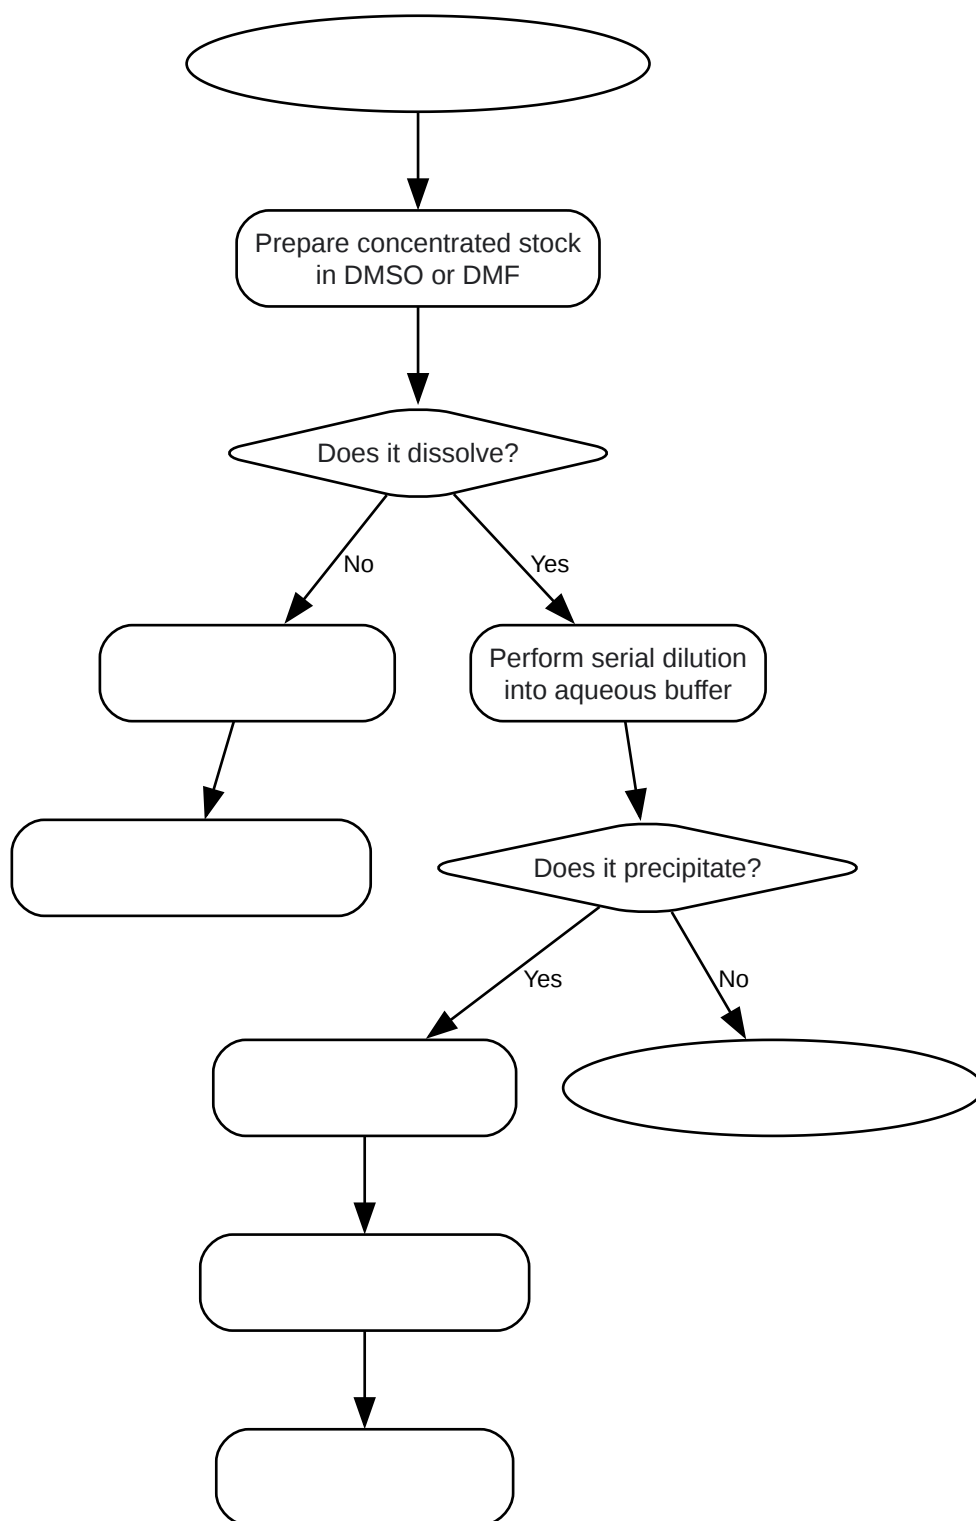 Prepare concentrated stock
in DMSO or DMF
Does it dissolve?
No
Yes
Perform serial dilution
into aqueous buffer
Does it precipitate?
Yes
No